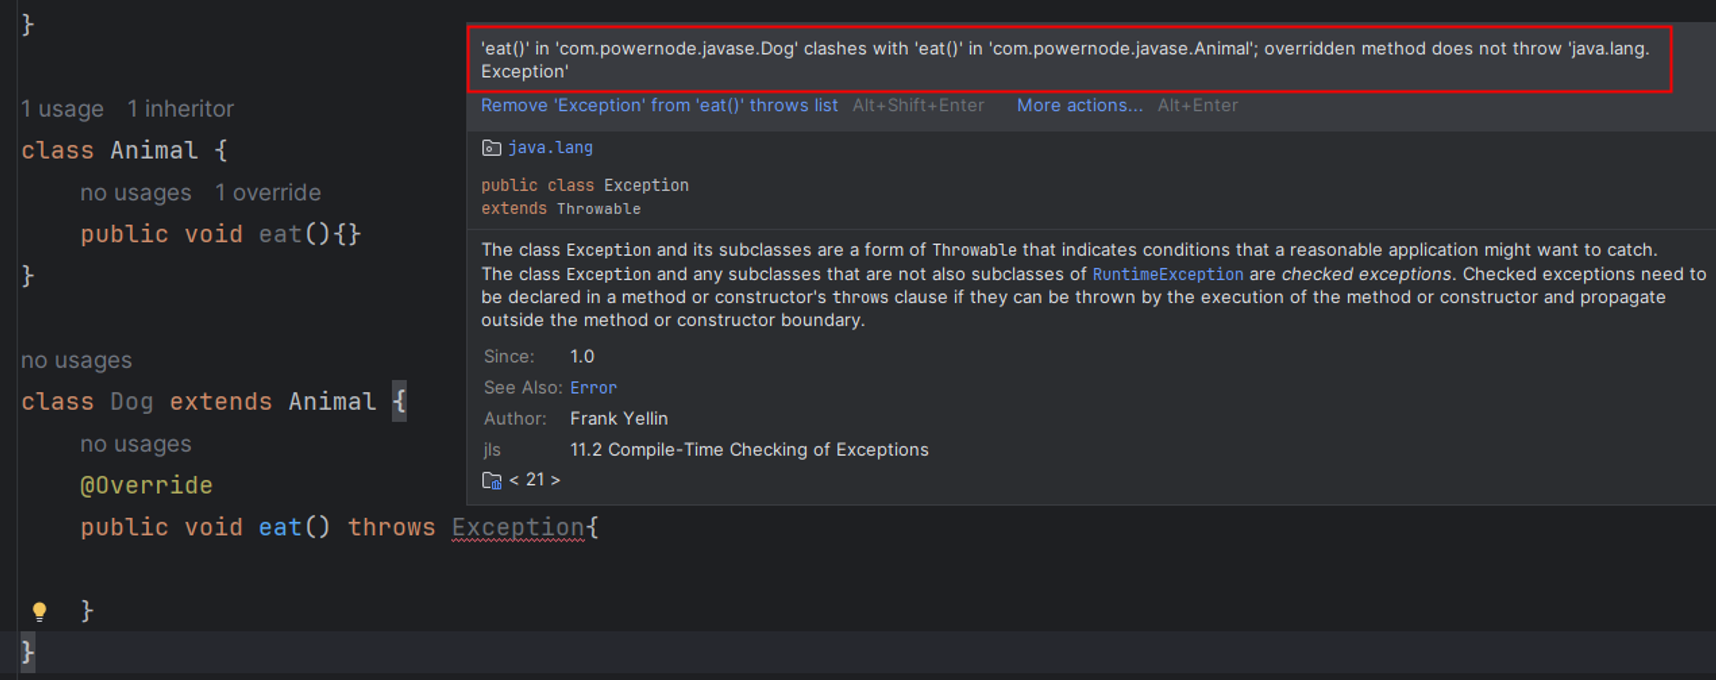 }
1 usage 1 inheritor
class Animal {
no usages 1 override
public void eat(){}
}
no usages
class Dog extends Animal {
no usages
@Override
public void eat() throws Exception{
}
}
'eat()' in 'com.powernode.javase.Dog' clashes with 'eat()' in 'com.powernode.javase.Animal'; overridden method does not throw 'java.lang.
Exception'
Remove 'Exception' from 'eat()' throws list Alt+Shift+Enter More actions... Alt+Enter
java.lang
public class Exception
extends Throwable
The class Exception and its subclasses are a form of Throwable that indicates conditions that a reasonable application might want to catch.
The class Exception and any subclasses that are not also subclasses of RuntimeException are checked exceptions. Checked exceptions need to
be declared in a method or constructor's throws clause if they can be thrown by the execution of the method or constructor and propagate
outside the method or constructor boundary.
Since: 1.0
See Also: Error
Author: Frank Yellin
jls 11.2 Compile-Time Checking of Exceptions
< 21 >